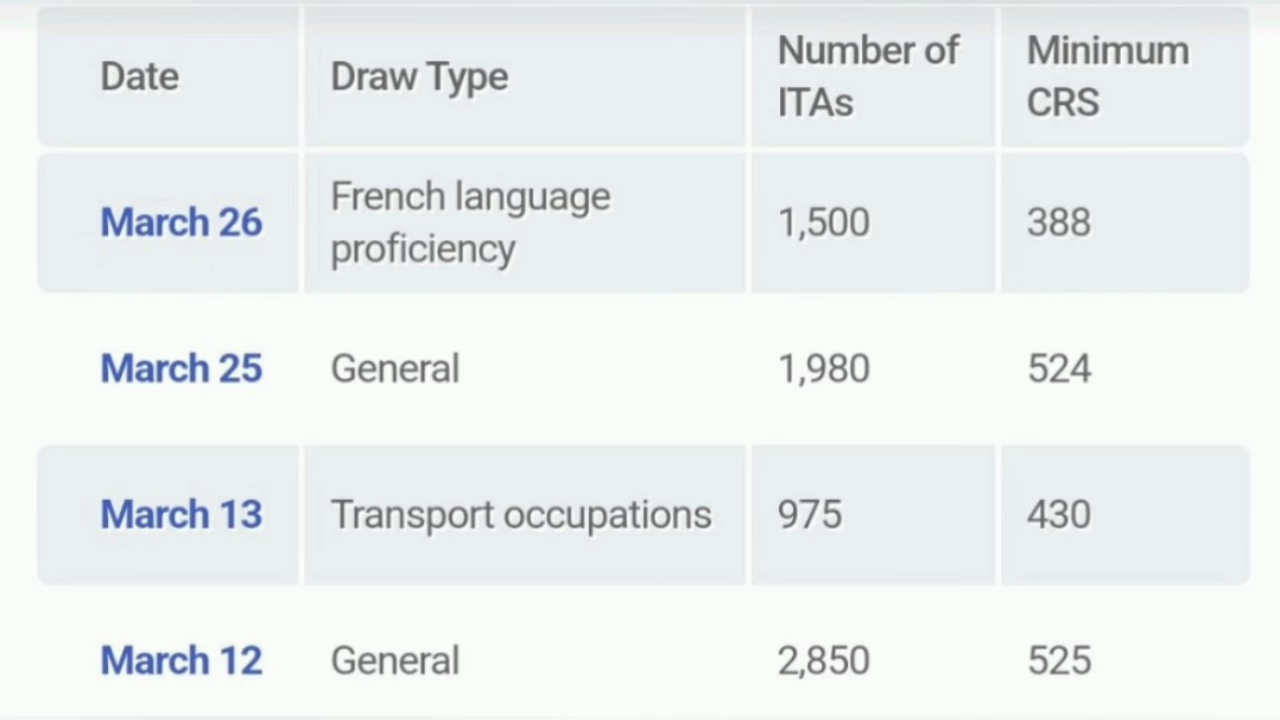 Date Draw Type Number of ITAs Minimum CRS
March 26 French language proficiency 1,500 388
March 25 General 1,980 524
March 13 Transport occupations 975 430
March 12 General 2,850 525